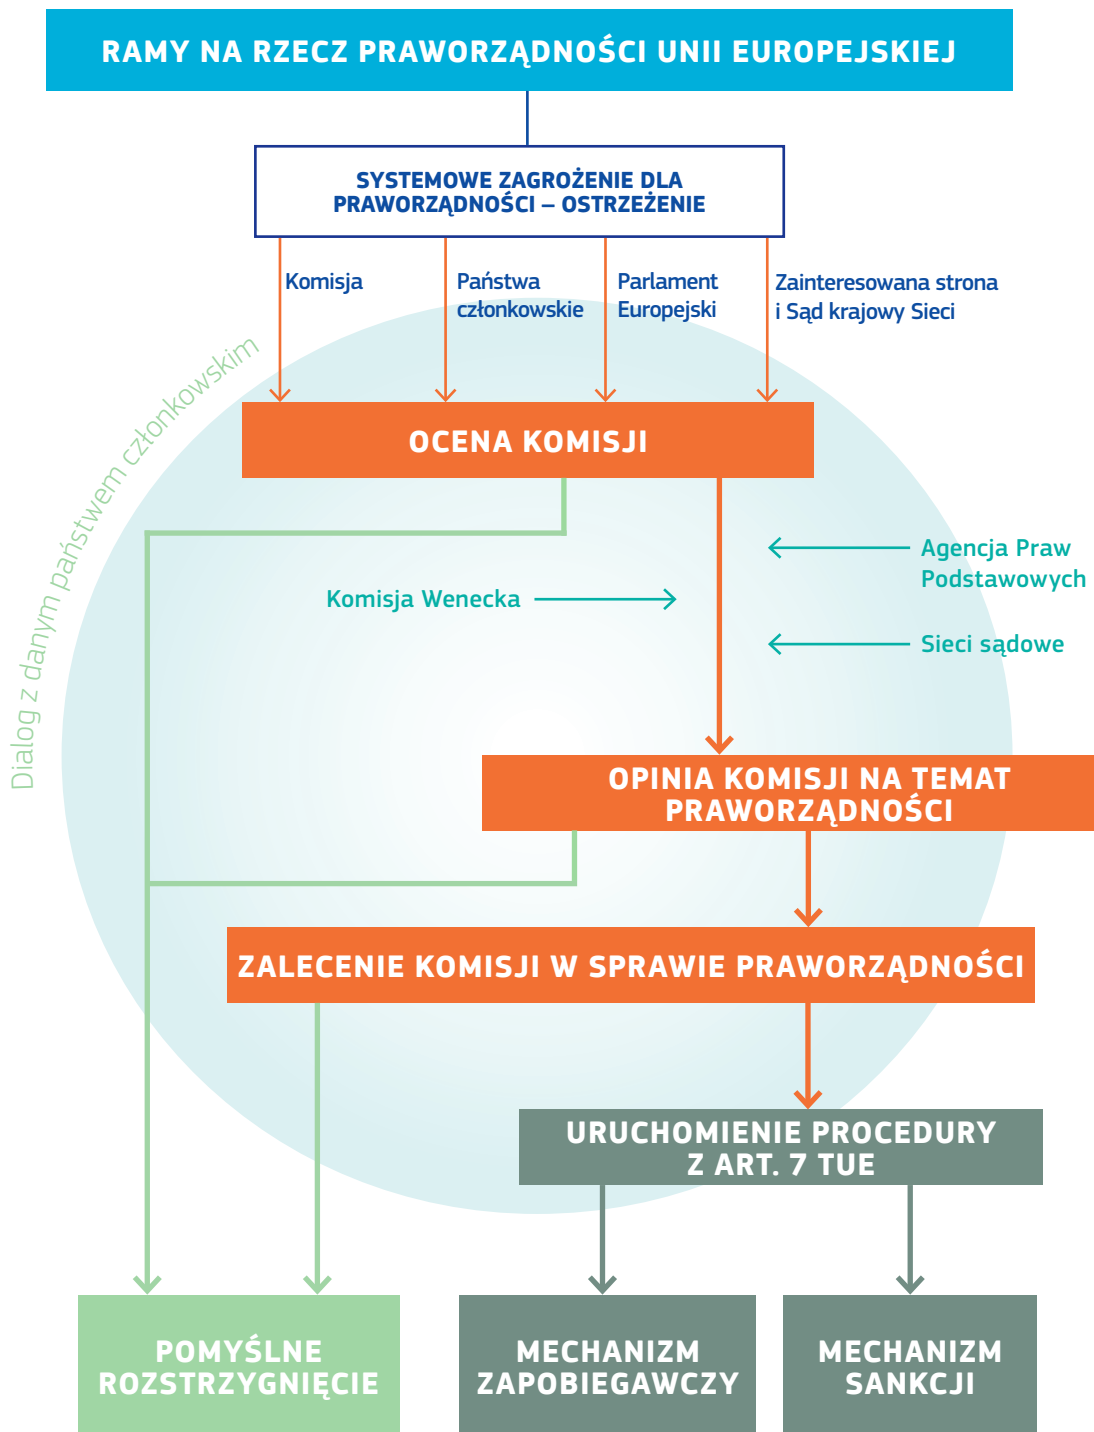 RAMY NA RZECZ PRAWORZĄDNOŚCI UNII EUROPEJSKIEJ
SYSTEMOWE ZAGROŻENIE DLA
PRAWORZĄDNOŚCI – OSTRZEŻENIE
Komisja
Państwa
członkowskie
Parlament
Europejski
Zainteresowana strona
i Sąd krajowy Sieci
Dialog z danym państwem członkowskim
OCENA KOMISJI
Agencja Praw
Podstawowych
Komisja Wenecka
Sieci sądowe
OPINIA KOMISJI NA TEMAT
PRAWORZĄDNOŚCI
ZALECENIE KOMISJI W SPRAWIE PRAWORZĄDNOŚCI
URUCHOMIENIE PROCEDURY
Z ART. 7 TUE
POMYŚLNE
ROZSTRZYGNIĘCIE
MECHANIZM
ZAPOBIEGAWCZY
MECHANIZM
SANKCJI